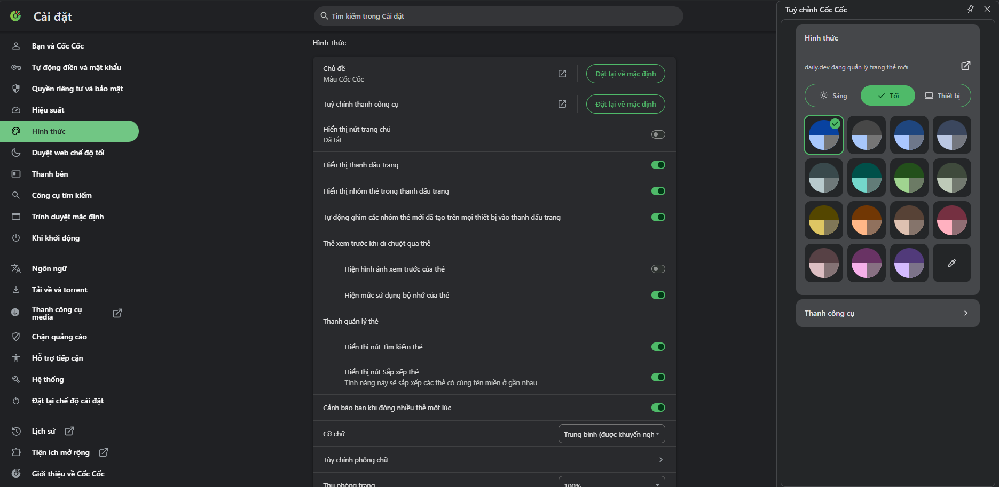 Cài đặt
Bạn và Cốc Cốc
Tự động điền và mật khẩu
Quyền riêng tư và bảo mật
Hiệu suất
Hình thức
Duyệt web chế độ tối
Thanh bên
Công cụ tìm kiếm
Trình duyệt mặc định
Khi khởi động
Ngôn ngữ
Tải về và torrent
Thanh công cụ
media
Chặn quảng cáo
Hỗ trợ tiếp cận
Hệ thống
Đặt lại chế độ cài đặt
Lịch sử
Tiện ích mở rộng
Giới thiệu về Cốc Cốc
Tìm kiếm trong Cài đặt
Hình thức
Chủ đề
Màu Cốc Cốc
Đặt lại về mặc định
Tuỳ chỉnh thanh công cụ
Đặt lại về mặc định
Hiển thị nút trang chủ
Đã tắt
Hiển thị thanh dấu trang
Hiển thị nhóm thẻ trong thanh dấu trang
Tự động ghim các nhóm thẻ mới đã tạo trên mọi thiết bị vào thanh dấu trang
Thẻ xem trước khi di chuột qua thẻ
Hiện hình ảnh xem trước của thẻ
Hiện mức sử dụng bộ nhớ của thẻ
Thanh quản lý thẻ
Hiển thị nút Tìm kiếm thẻ
Hiển thị nút Sắp xếp thẻ
Tính năng này sẽ sắp xếp các thẻ có cùng tên miền ở gần nhau
Cảnh báo bạn khi đóng nhiều thẻ một lúc
Cỡ chữ
Trung bình (được khuyến ngh
Tùy chỉnh phông chữ
Thu phóng trang
100%
Tuỳ chỉnh Cốc Cốc
Hình thức
daily.dev đang quản lý trang thẻ mới
Sáng
Tối
Thiết bị
Thanh công cụ